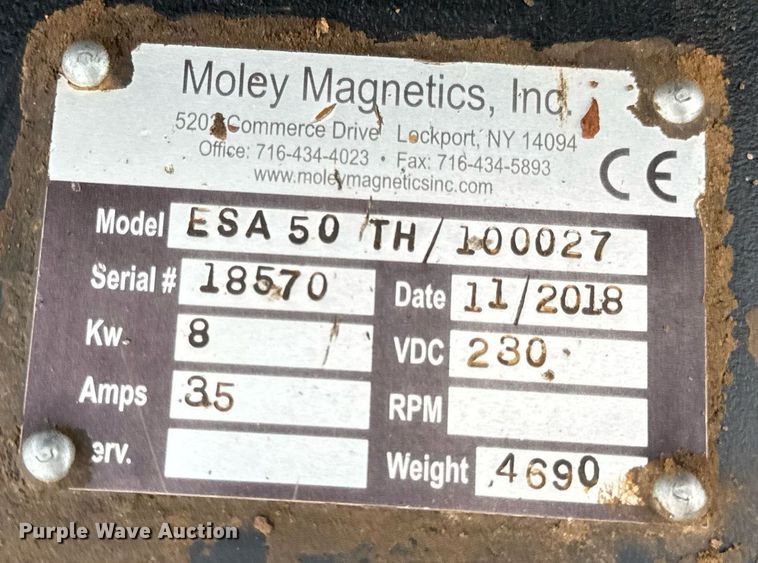 Moley Magnetics, Inc.
Commerce Drive Lockport, NY 14094
Office: 716-434-4023 • Fax: 716-434-5893
www.moleymagneticsinc.com
CE
Model ESA 50 TH/100027
Serial # 18570 Date 11/2018
Kw. 8 VDC 230
Amps 35 RPM
erv. Weight 4690
Purple Wave Auction